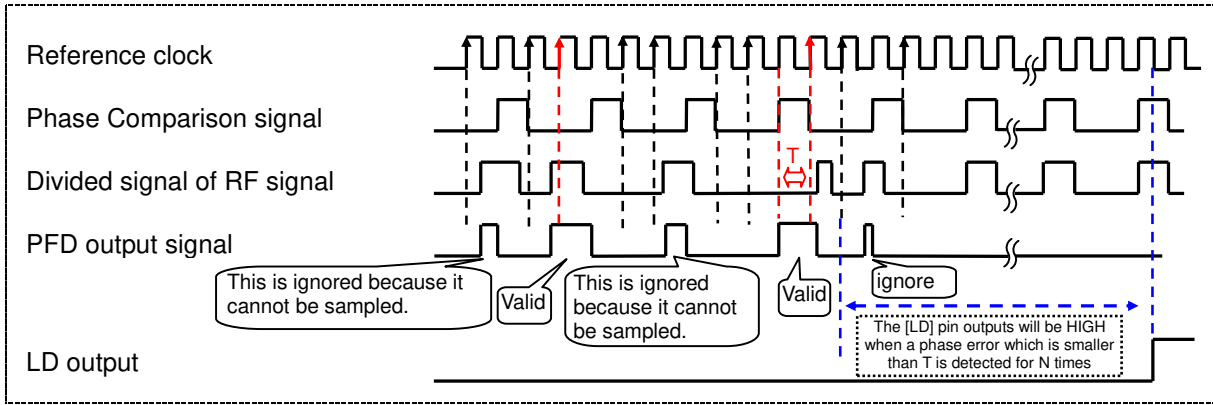 Reference clock
Phase Comparison signal
T
Divided signal of RF signal
PFD output signal
This is ignored because it
cannot be sampled.
Valid
This is ignored
because it cannot
be sampled.
Valid
ignore
The [LD] pin outputs will be HIGH
when a phase error which is smaller
than T is detected for N times
LD output